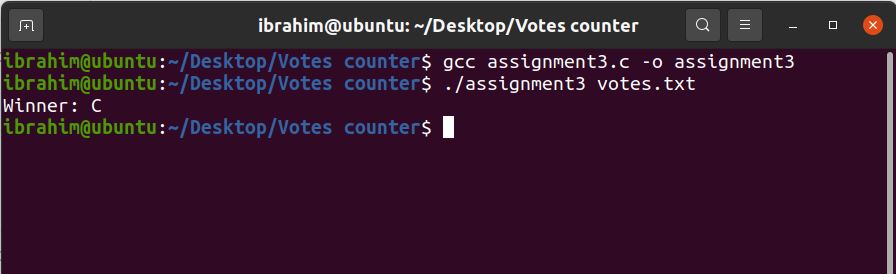 ibrahim@ubuntu: ~/Desktop/Votes counter
ibrahim@ubuntu:~/Desktop/Votes counter$ gcc assignment3.c -o assignment3
ibrahim@ubuntu:~/Desktop/Votes counter$ ./assignment3 votes.txt
Winner: C
ibrahim@ubuntu:~/Desktop/Votes counter$